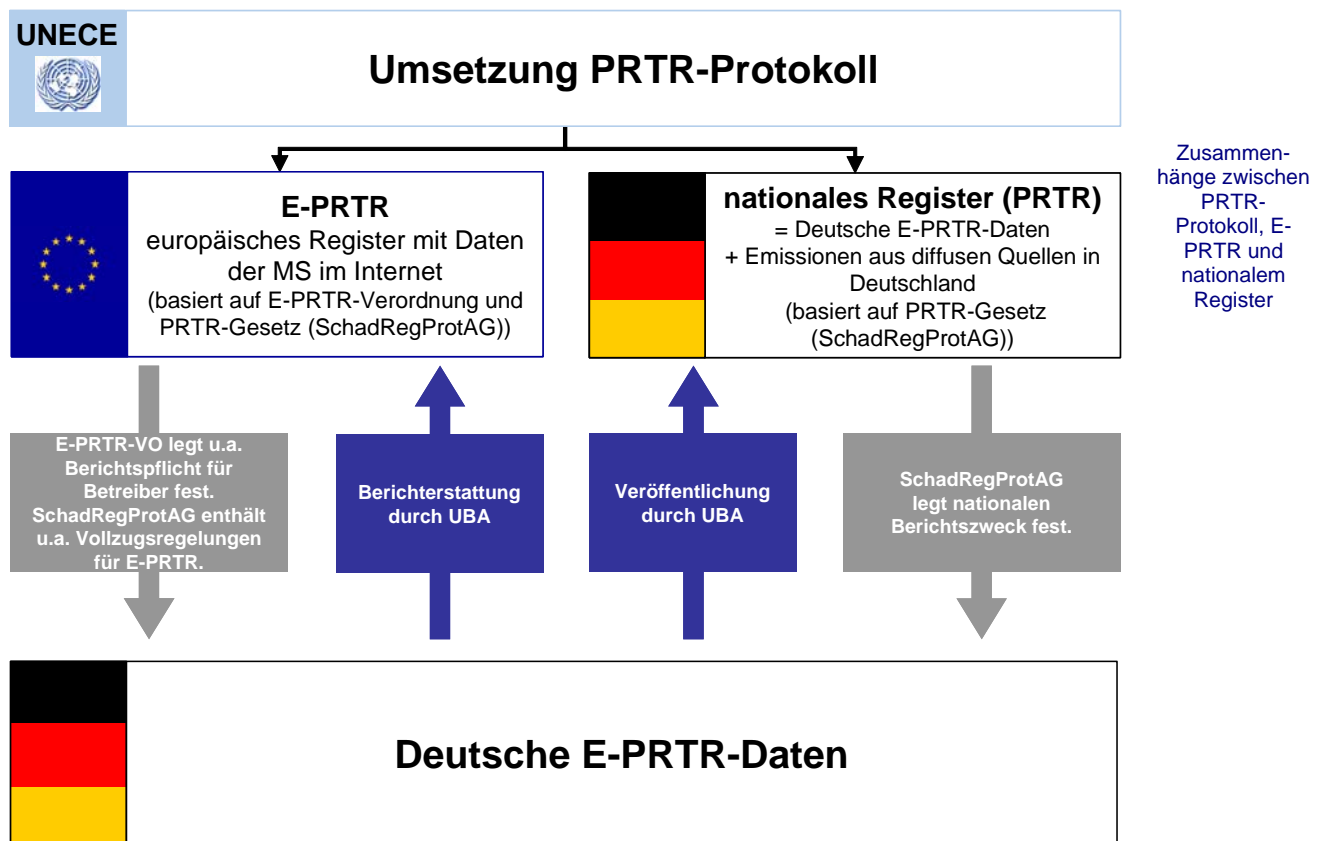 UNECE
Umsetzung PRTR-Protokoll
Zusammen-
hänge zwischen
PRTR-
Protokoll, E-
PRTR und
nationalem
Register
E-PRTR
europäisches Register mit Daten
der MS im Internet
(basiert auf E-PRTR-Verordnung und
PRTR-Gesetz (SchadRegProtAG))
nationales Register (PRTR)
= Deutsche E-PRTR-Daten
+ Emissionen aus diffusen Quellen in
Deutschland
(basiert auf PRTR-Gesetz
(SchadRegProtAG))
E-PRTR-VO legt u.a.
Berichtspflicht für
Betreiber fest.
SchadRegProtAG enthält
u.a. Vollzugsregelungen
für E-PRTR.
Berichterstattung
durch UBA
Veröffentlichung
durch UBA
SchadRegProtAG
legt nationalen
Berichtszweck fest.
Deutsche E-PRTR-Daten